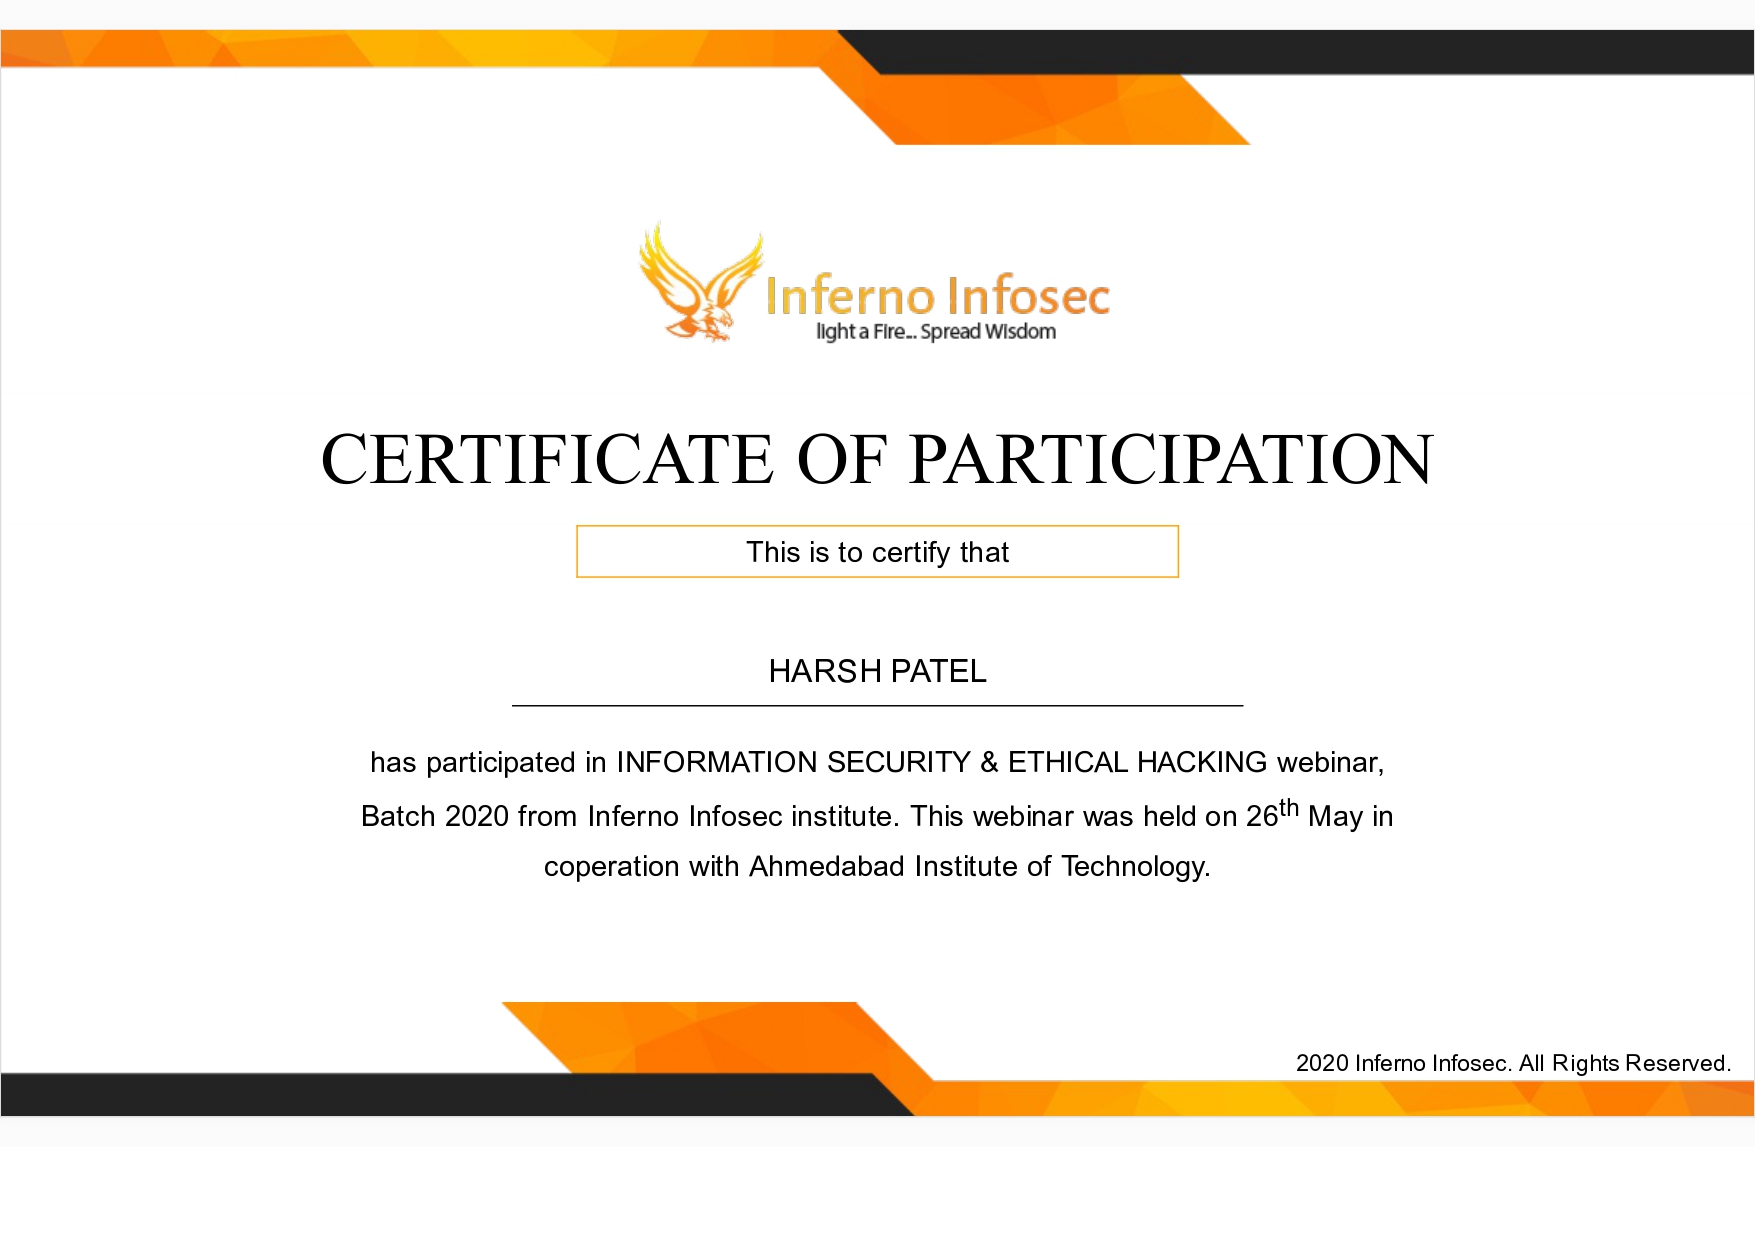 Inferno Infosec
light a Fire... Spread Wisdom
CERTIFICATE OF PARTICIPATION
This is to certify that
HARSH PATEL
has participated in INFORMATION SECURITY & ETHICAL HACKING webinar,
Batch 2020 from Inferno Infosec institute. This webinar was held on 26th May in
coperation with Ahmedabad Institute of Technology.
2020 Inferno Infosec. All Rights Reserved.